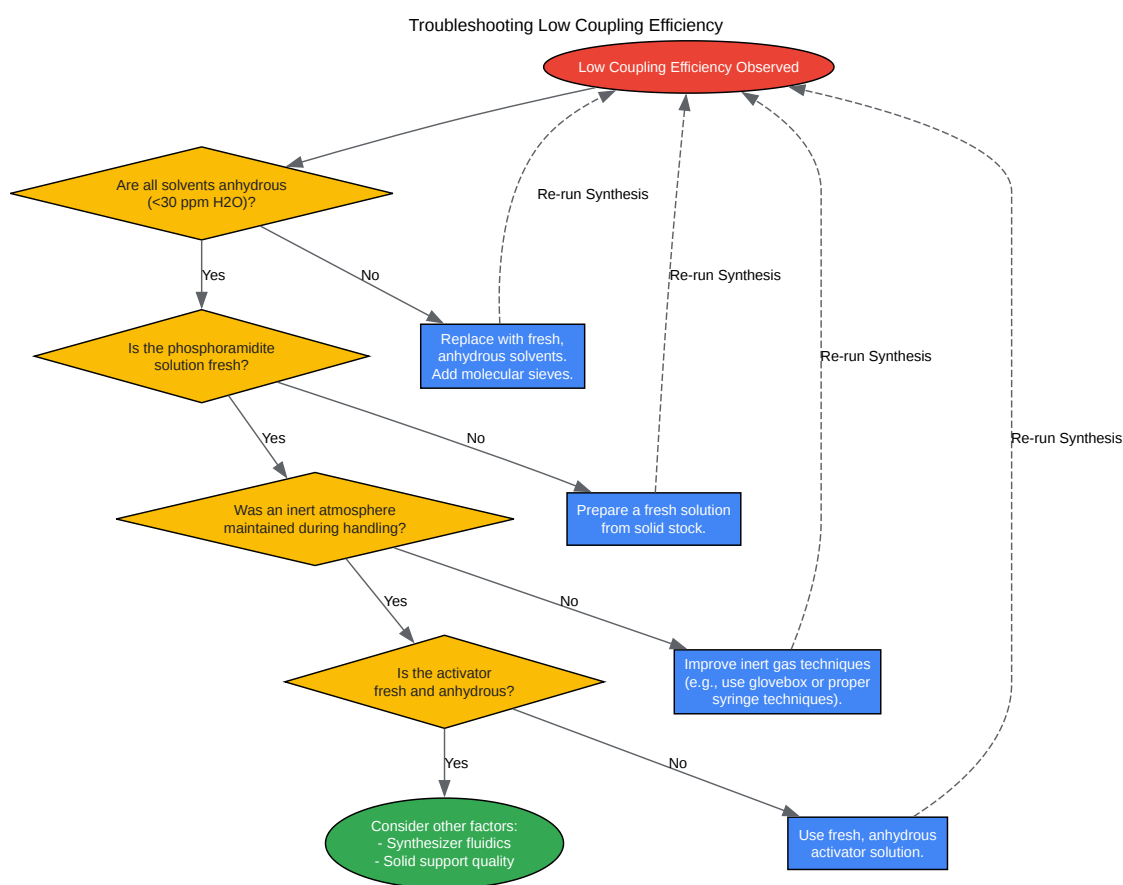 Troubleshooting Low Coupling Efficiency
Low Coupling Efficiency Observed
Are all solvents anhydrous
(<30 ppm H2O)?
Re-run Synthesis
Yes
No
Re-run Synthesis
Is the phosphoramidite
solution fresh?
Replace with fresh,
anhydrous solvents.
Add molecular sieves.
Re-run Synthesis
Yes
No
Re-run Synthesis
Was an inert atmosphere
maintained during handling?
Prepare a fresh solution
from solid stock.
Yes
No
Is the activator
fresh and anhydrous?
Improve inert gas techniques
(e.g., use glovebox or proper
syringe techniques).
Yes
No
Consider other factors:
- Synthesizer fluidics
- Solid support quality
Use fresh, anhydrous
activator solution.